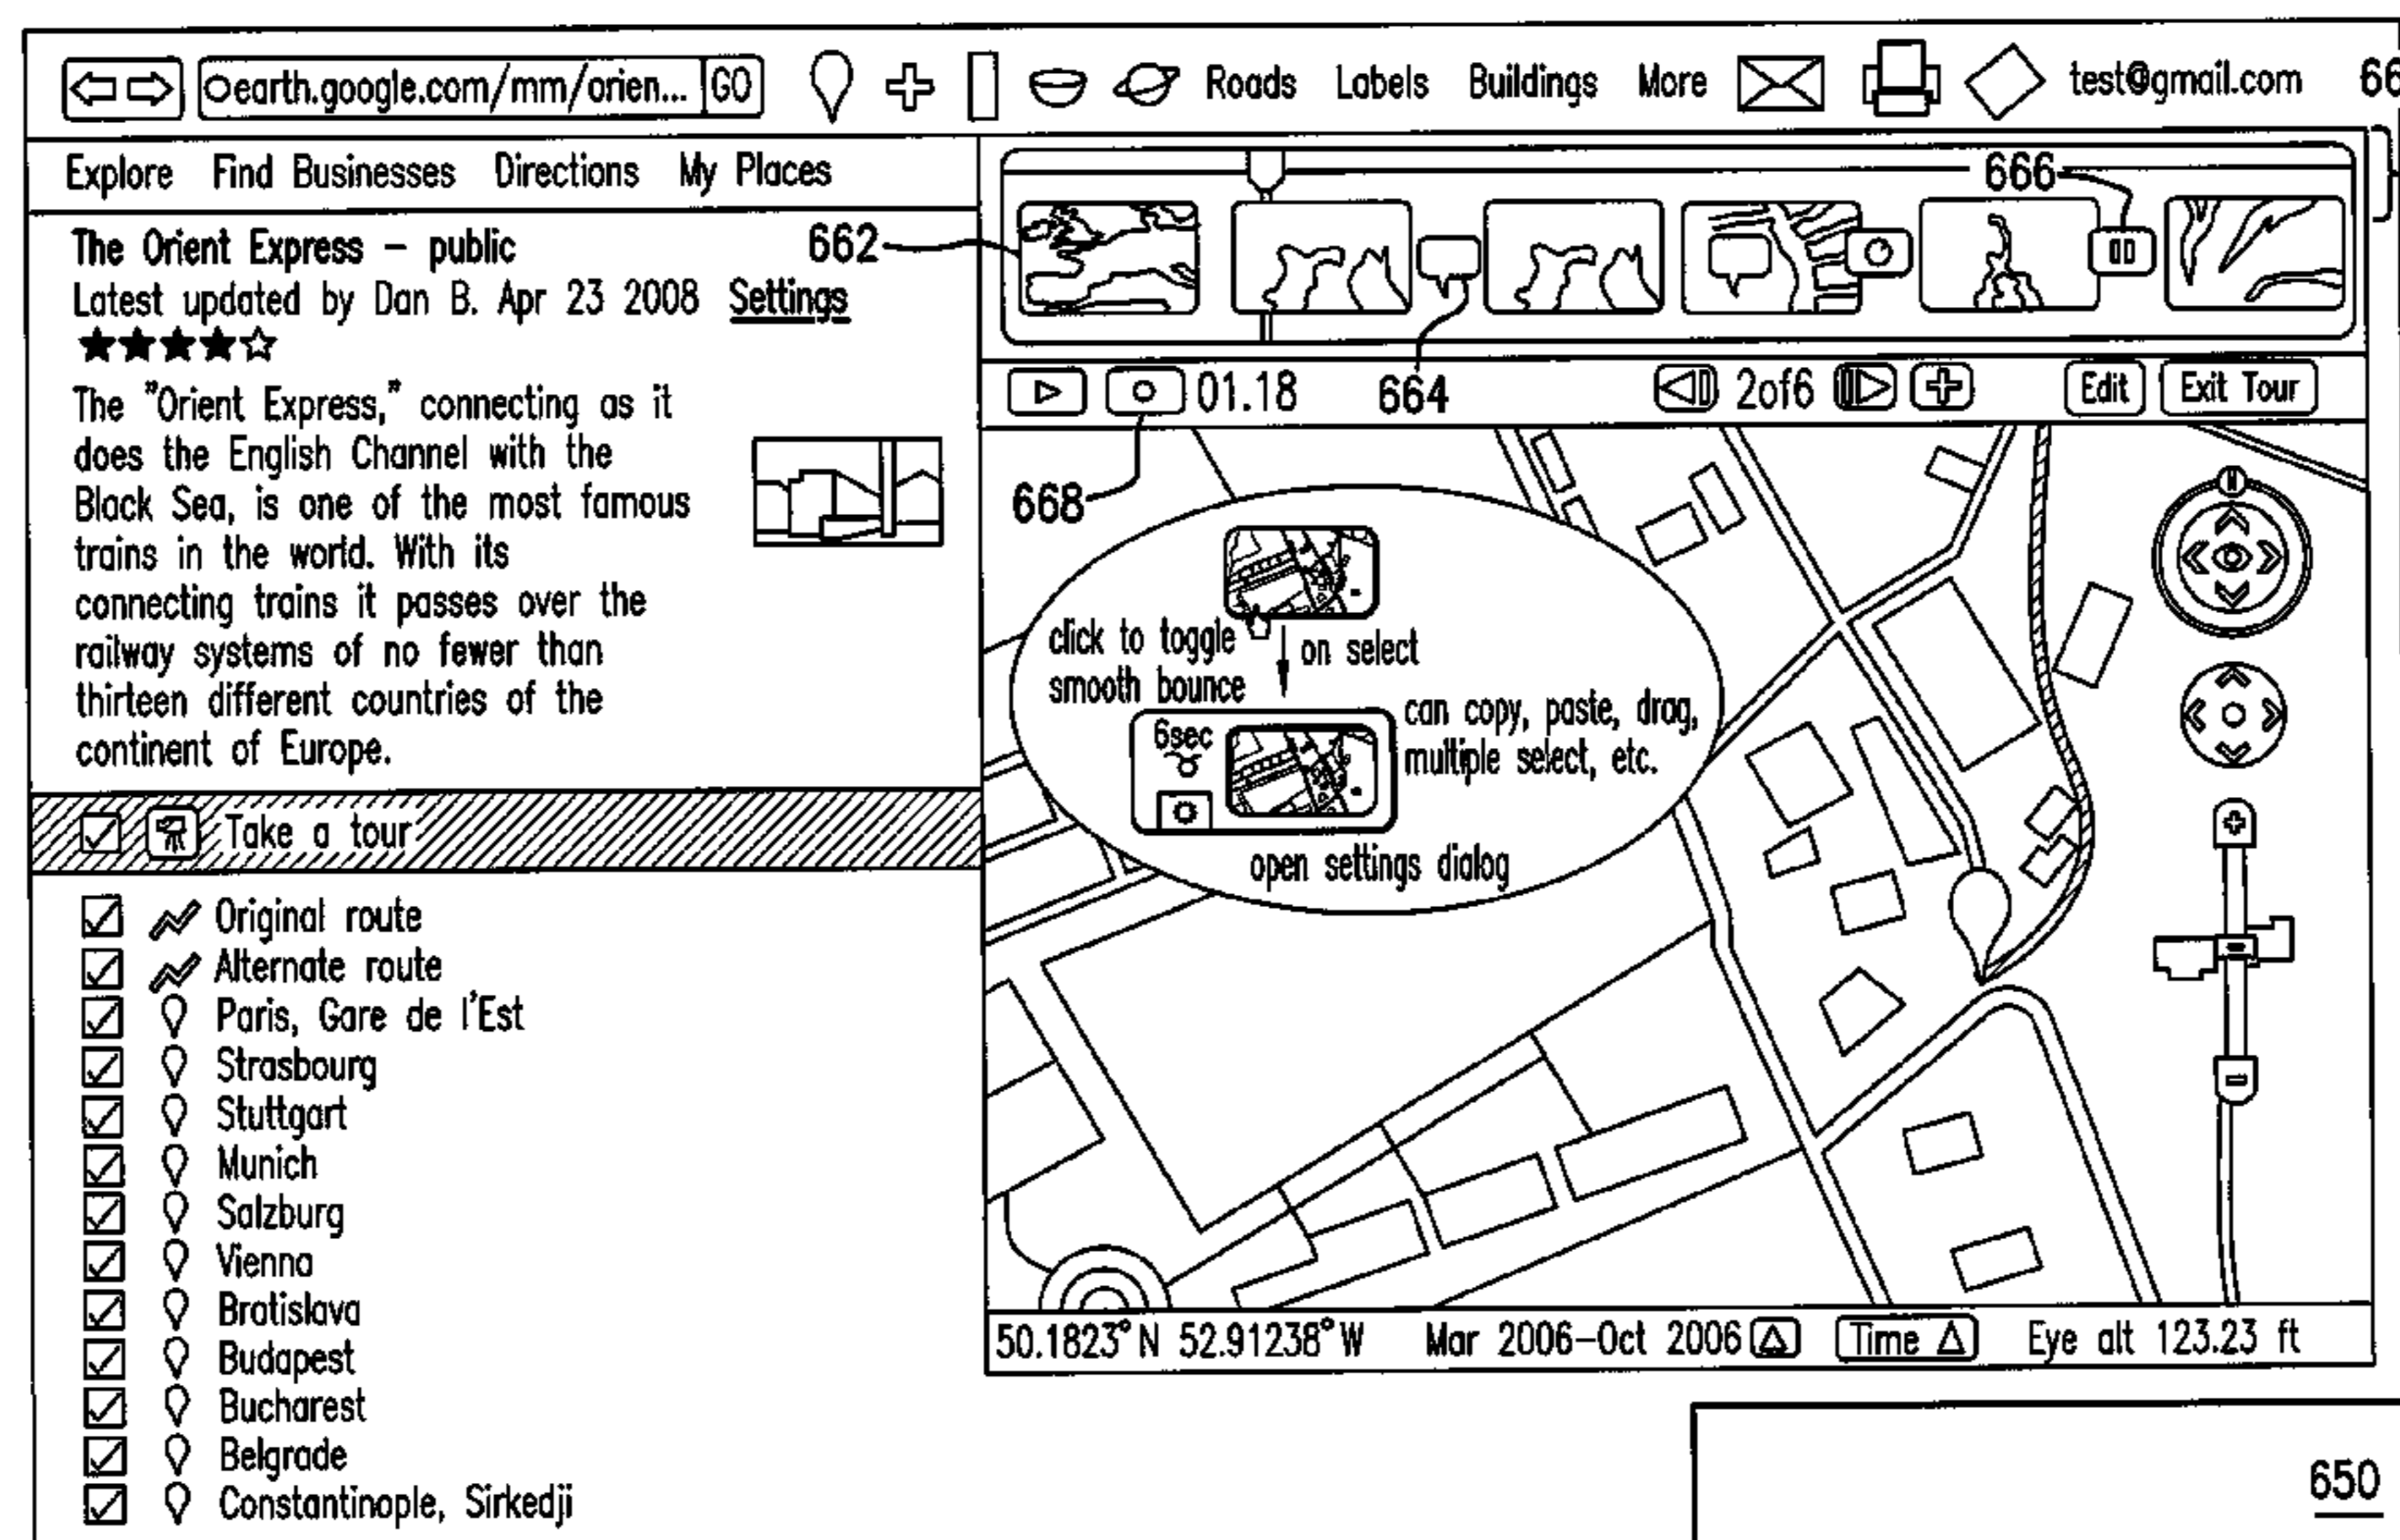 earth.google.com/mm/orien... GO Roads Labels Buildings More test@gmail.com 66
Explore Find Businesses Directions My Places
The Orient Express – public
Latest updated by Dan B. Apr 23 2008 Settings
The "Orient Express," connecting as it
does the English Channel with the
Black Sea, is one of the most famous
trains in the world. With its
connecting trains it passes over the
railway systems of no fewer than
thirteen different countries of the
continent of Europe.
Take a tour
Original route
Alternate route
Paris, Gare de l'Est
Strasbourg
Stuttgart
Munich
Salzburg
Vienna
Bratislava
Budapest
Bucharest
Belgrade
Constantinople, Sirkedji
662
666
01.18 664 2of6 Edit Exit Tour
668
click to toggle
smooth bounce
on select
6sec
can copy, paste, drag,
multiple select, etc.
open settings dialog
50.1823°N 52.91238°W Mar 2006–Oct 2006 Time Eye alt 123.23 ft
650